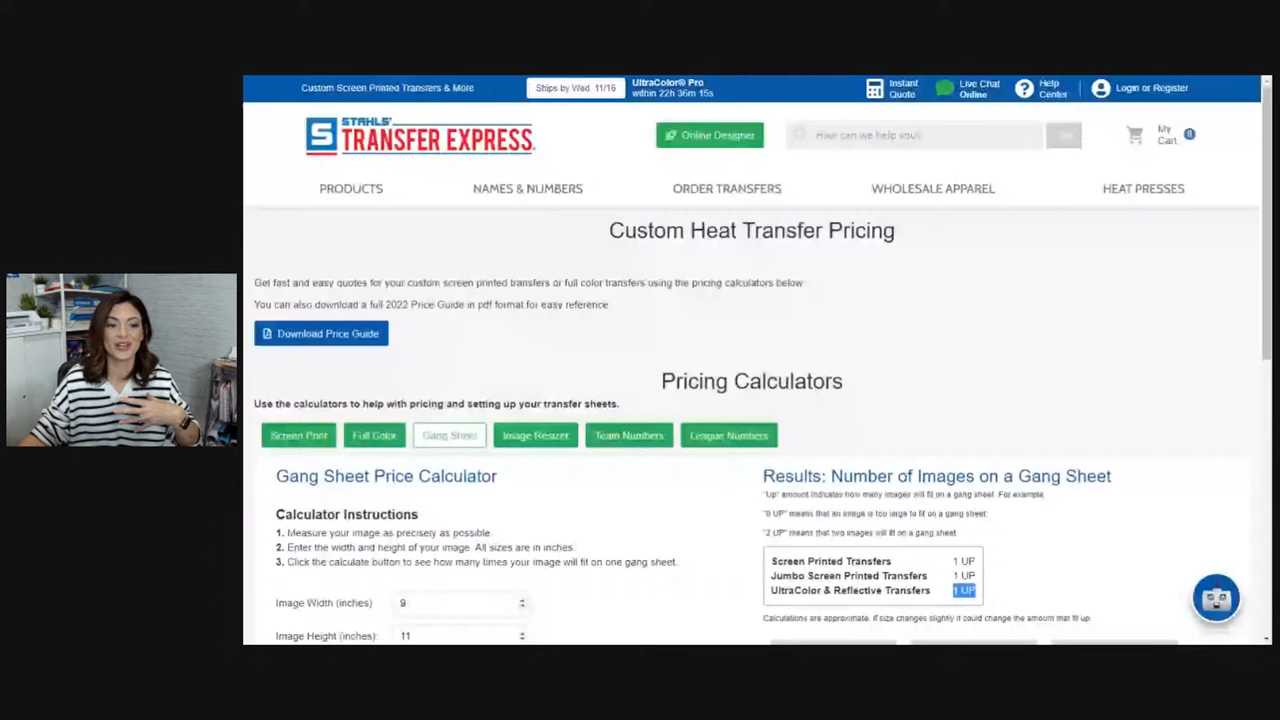 Custom Screen Printed Transfers & More
Ships by Wed, 11/16
UltraColor® Pro
within 22h 36m 15s
Instant
Quote
Live Chat
Online
Help
Center
Login or Register
S
STAHLS'
TRANSFER EXPRESS
Online Designer
How can we help you?
My
Cart
0
PRODUCTS
NAMES & NUMBERS
ORDER TRANSFERS
WHOLESALE APPAREL
HEAT PRESSES
Custom Heat Transfer Pricing
Get fast and easy quotes for your custom screen printed transfers or full color transfers using the pricing calculators below
You can also download a full 2022 Price Guide in pdf format for easy reference
Download Price Guide
Pricing Calculators
Use the calculators to help with pricing and setting up your transfer sheets.
Screen Print
Full Color
Gang Sheet
Image Resizer
Team Numbers
League Numbers
Gang Sheet Price Calculator
Calculator Instructions
1. Measure your image as precisely as possible.
2. Enter the width and height of your image. All sizes are in inches.
3. Click the calculate button to see how many times your image will fit on one gang sheet.
Image Width (inches)
9
Image Height (inches):
11
Results: Number of Images on a Gang Sheet
"Up" amount indicates how many images will fit on a gang sheet. For example,
"0 UP" means that an image is too large to fit on a gang sheet
"2 UP" means that two images will fit on a gang sheet
Screen Printed Transfers 1 UP
Jumbo Screen Printed Transfers 1 UP
UltraColor & Reflective Transfers 1 UP
Calculations are approximate. If size changes slightly it could change the amount that fit up.